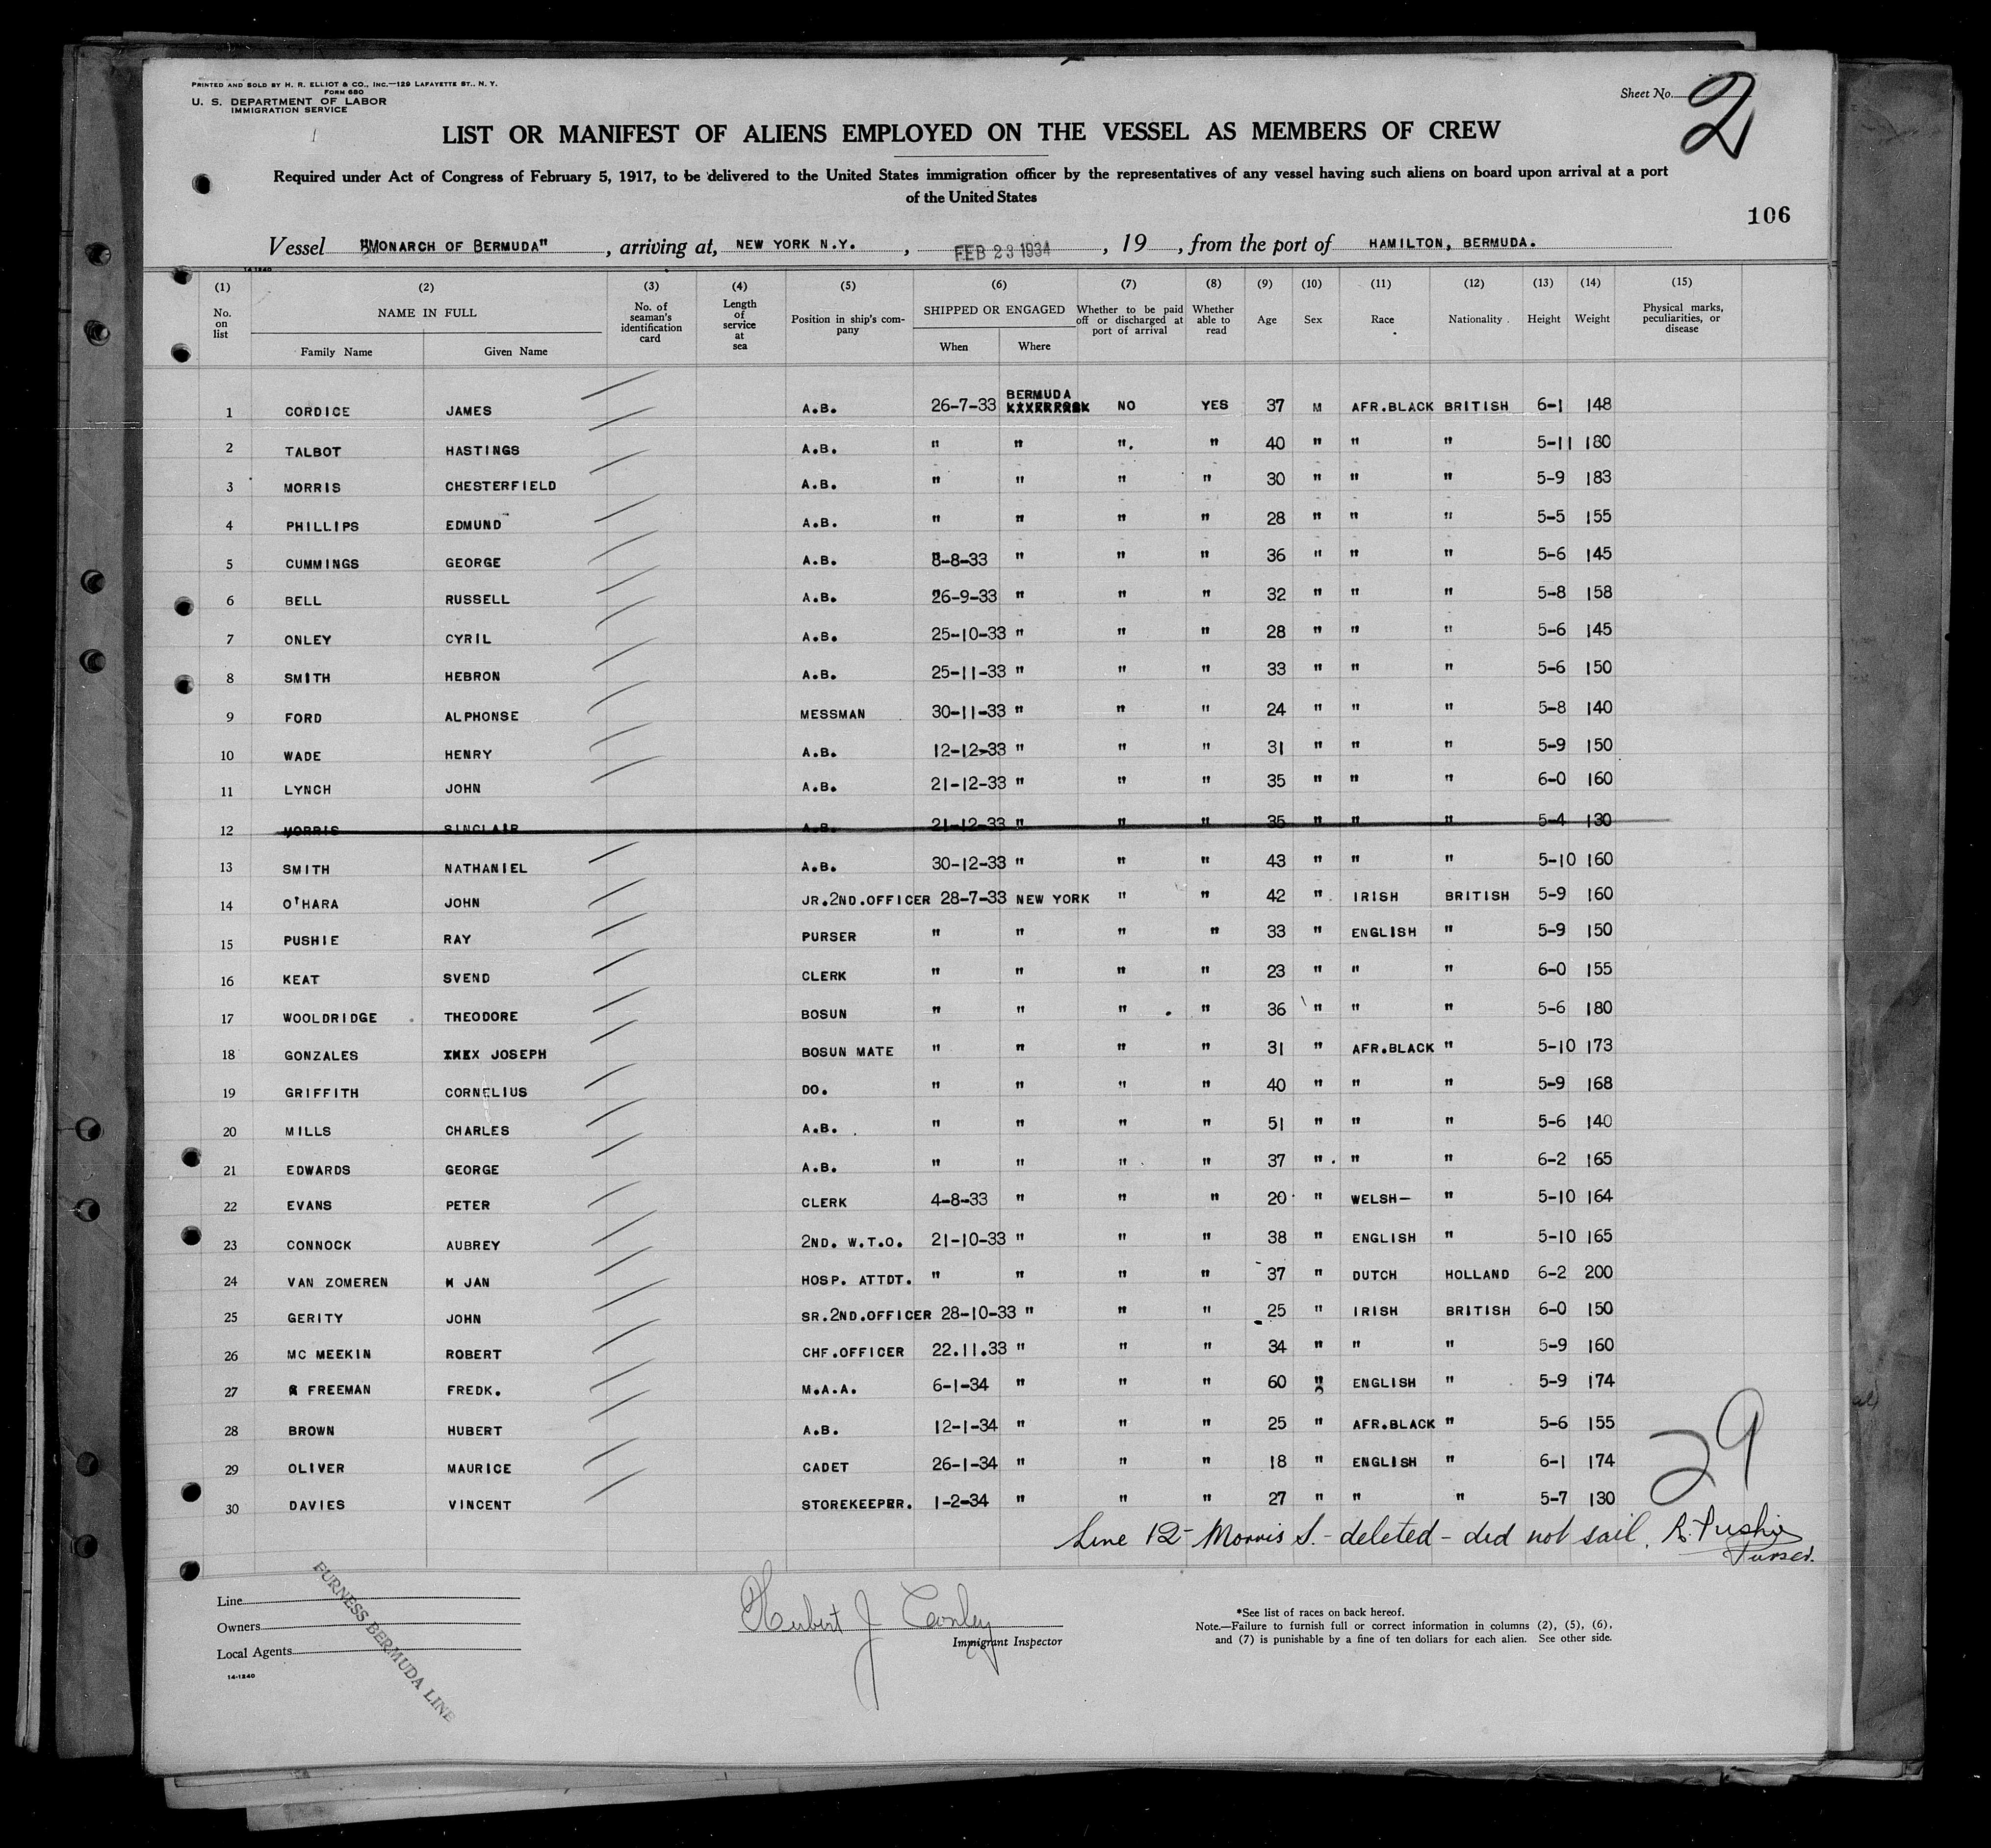 PRINTED AND SOLD BY H. R. ELLIOT & CO., INC.—129 LAFAYETTE ST., N. Y.
FORM 680
U. S. DEPARTMENT OF LABOR
IMMIGRATION SERVICE
Sheet No. 2
LIST OR MANIFEST OF ALIENS EMPLOYED ON THE VESSEL AS MEMBERS OF CREW
Required under Act of Congress of February 5, 1917, to be delivered to the United States immigration officer by the representatives of any vessel having such aliens on board upon arrival at a port
of the United States
106
Vessel "MONARCH OF BERMUDA", arriving at, NEW YORK N.Y., FEB 23 1934, 19, from the port of HAMILTON, BERMUDA.
14-1240
(1) (2) (3) (4) (5) (6) (7) (8) (9) (10) (11) (12) (13) (14) (15)
No. on list NAME IN FULL No. of seaman's identification card Length of service at sea Position in ship's company SHIPPED OR ENGAGED Whether to be paid off or discharged at port of arrival Whether able to read Age Sex Race Nationality Height Weight Physical marks, peculiarities, or disease
Family Name Given Name When Where
1 CORDICE JAMES A.B. 26-7-33 BERMUDA NO YES 37 M AFR.BLACK BRITISH 6-1 148
2 TALBOT HASTINGS A.B. " " ". " 40 " " " 5-11 180
3 MORRIS CHESTERFIELD A.B. " " " " 30 " " " 5-9 183
4 PHILLIPS EDMUND A.B. " " " " 28 " " " 5-5 155
5 CUMMINGS GEORGE A.B. 8-8-33 " " " 36 " " " 5-6 145
6 BELL RUSSELL A.B. 26-9-33 " " " 32 " " " 5-8 158
7 ONLEY CYRIL A.B. 25-10-33 " " " 28 " " " 5-6 145
8 SMITH HEBRON A.B. 25-11-33 " " " 33 " " " 5-6 150
9 FORD ALPHONSE MESSMAN 30-11-33 " " " 24 " " " 5-8 140
10 WADE HENRY A.B. 12-12-33 " " " 31 " " " 5-9 150
11 LYNCH JOHN A.B. 21-12-33 " " " 35 " " " 6-0 160
12 MORRIS SINCLAIR A.B. 21-12-33 " " " 35 " " " 5-4 130
13 SMITH NATHANIEL A.B. 30-12-33 " " " 43 " " " 5-10 160
14 O'HARA JOHN JR.2ND.OFFICER 28-7-33 NEW YORK " " 42 " IRISH BRITISH 5-9 160
15 PUSHIE RAY PURSER " " " " 33 " ENGLISH " 5-9 150
16 KEAT SVEND CLERK " " " " 23 " " " 6-0 155
17 WOOLDRIDGE THEODORE BOSUN " " " " 36 " " " 5-6 180
18 GONZALES JOSEPH BOSUN MATE " " " " 31 " AFR.BLACK " 5-10 173
19 GRIFFITH CORNELIUS DO. " " " " 40 " " " 5-9 168
20 MILLS CHARLES A.B. " " " " 51 " " " 5-6 140
21 EDWARDS GEORGE A.B. " " " " 37 " " " 6-2 165
22 EVANS PETER CLERK 4-8-33 " " " 20 " WELSH- " 5-10 164
23 CONNOCK AUBREY 2ND. W.T.O. 21-10-33 " " " 38 " ENGLISH " 5-10 165
24 VAN ZOMEREN JAN HOSP. ATTDT. " " " " 37 " DUTCH HOLLAND 6-2 200
25 GERITY JOHN SR.2ND.OFFICER 28-10-33 " " " 25 " IRISH BRITISH 6-0 150
26 MC MEEKIN ROBERT CHF.OFFICER 22.11.33 " " " 34 " " " 5-9 160
27 FREEMAN FREDK. M.A.A. 6-1-34 " " " 60 " ENGLISH " 5-9 174
28 BROWN HUBERT A.B. 12-1-34 " " " 25 " AFR.BLACK " 5-6 155
29 OLIVER MAURICE CADET 26-1-34 " " " 18 " ENGLISH " 6-1 174
30 DAVIES VINCENT STOREKEEPER. 1-2-34 " " " 27 " " " 5-7 130
29
Line 12 - Morris S. - deleted - did not sail. R. Pushie
Purser.
Line
Owners
Local Agents
14-1240
FURNESS BERMUDA LINE
Immigrant Inspector
*See list of races on back hereof.
Note.—Failure to furnish full or correct information in columns (2), (5), (6),
and (7) is punishable by a fine of ten dollars for each alien. See other side.